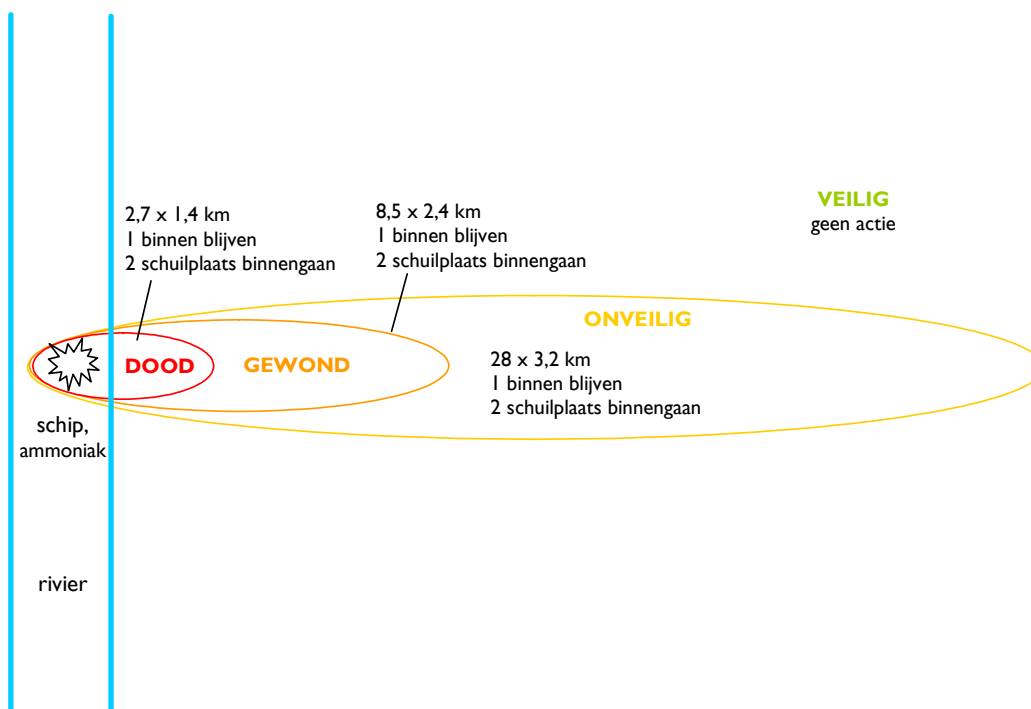 VEILIG
geen actie
2,7 x 1,4 km
1 binnen blijven
2 schuilplaats binnengaan
8,5 x 2,4 km
1 binnen blijven
2 schuilplaats binnengaan
ONVEILIG
DOOD
GEWOND
28 x 3,2 km
1 binnen blijven
2 schuilplaats binnengaan
schip,
ammoniak
rivier